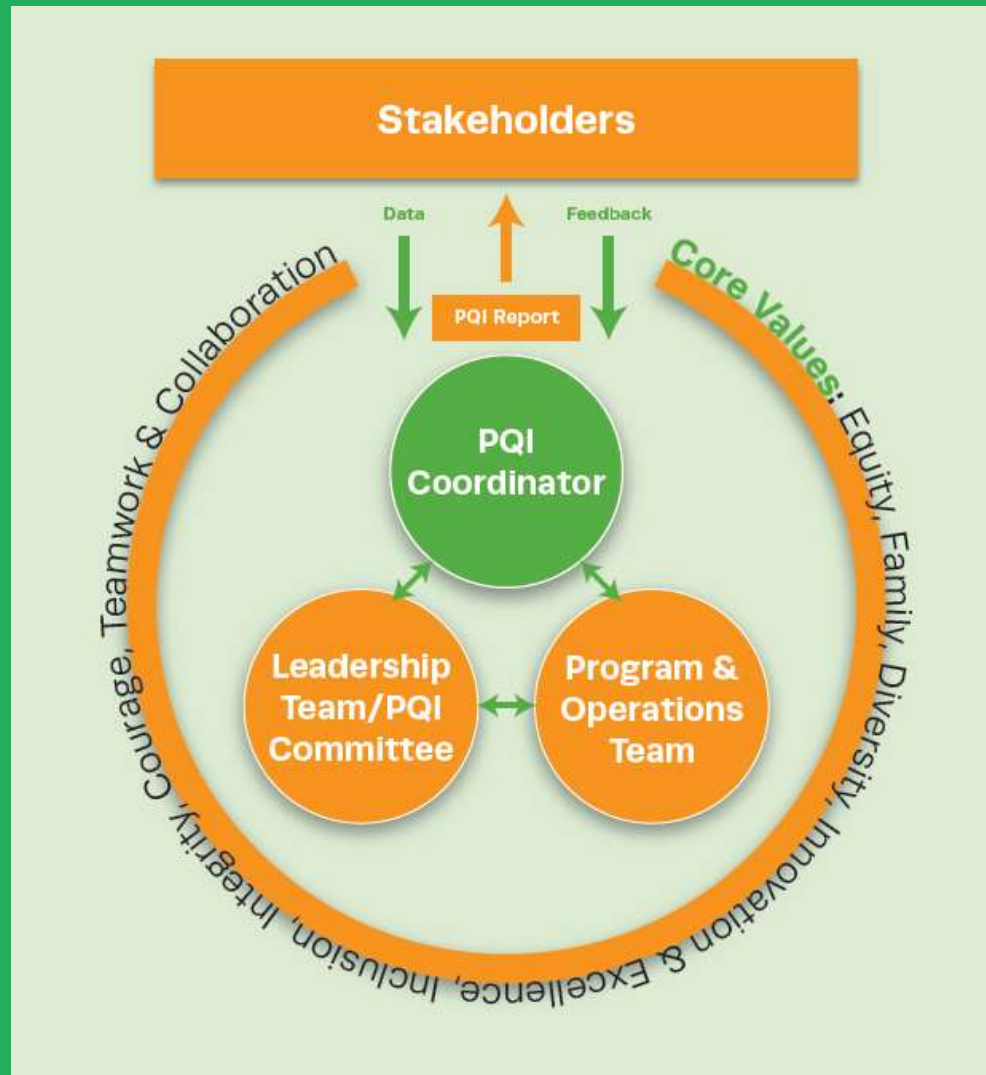 Stakeholders
Data
Feedback
PQI Report
Core Values: Equity, Family, Diversity, Innovation & Excellence, Inclusion, Integrity, Courage, Teamwork & Collaboration
PQI
Coordinator
Leadership
Team/PQI
Committee
Program &
Operations
Team